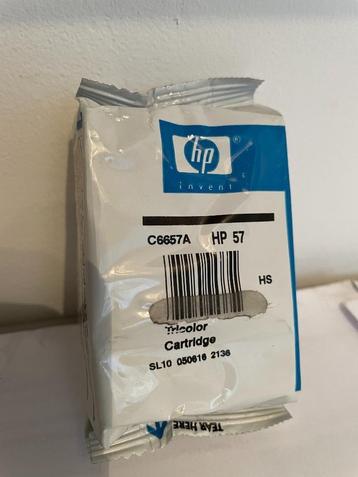 hp
®
invent
C6657A HP 57
HS
Tricolor
Cartridge
SL10 050616 2136
TEAR HERE